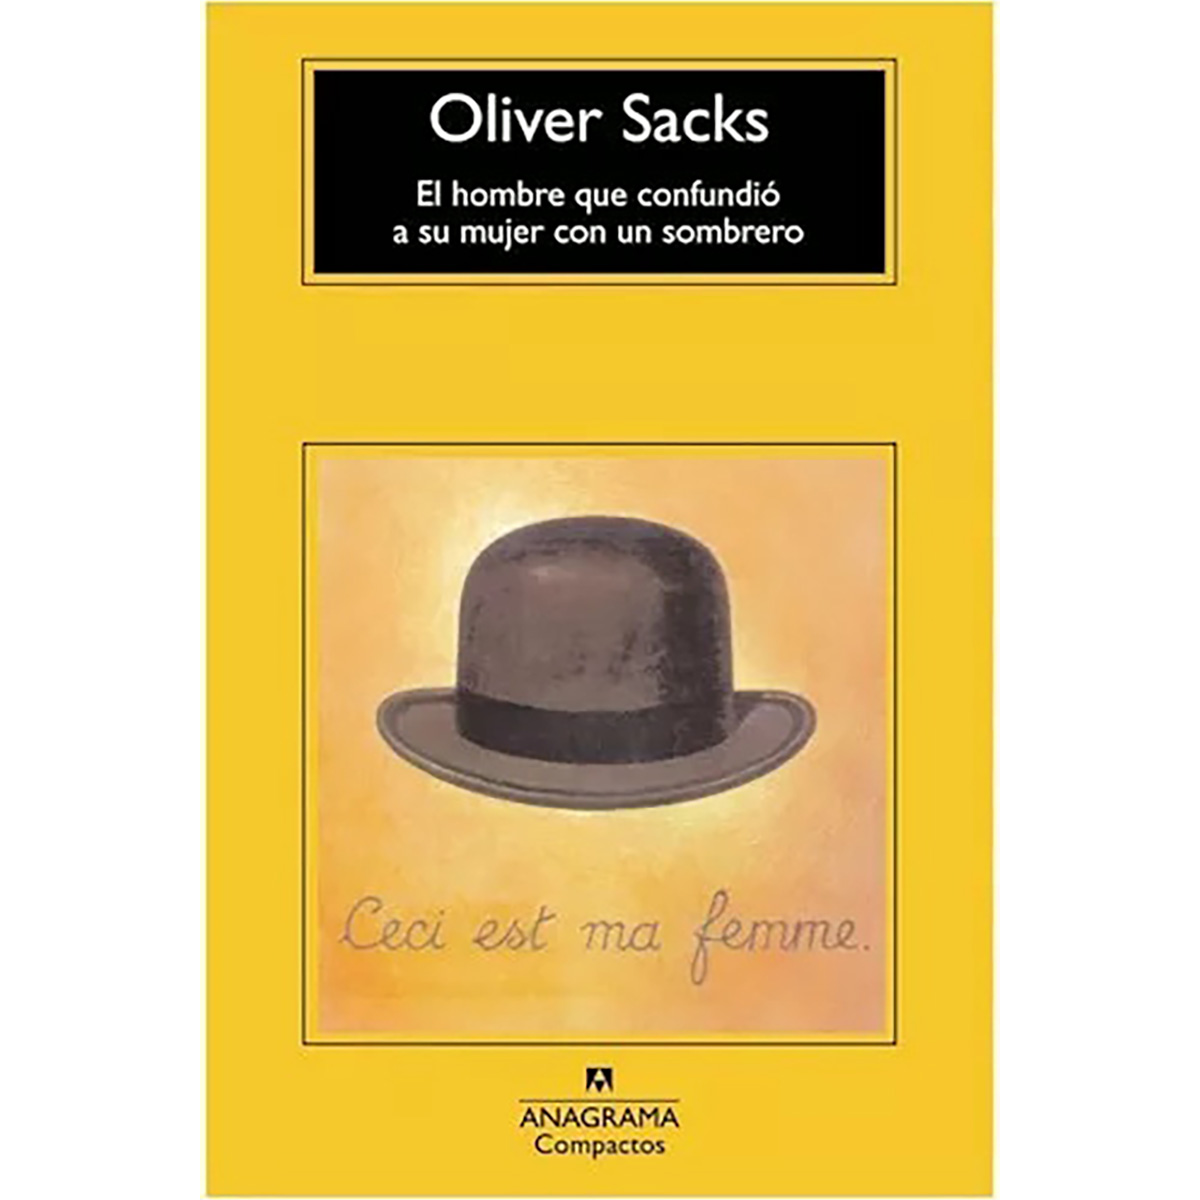 Oliver Sacks
El hombre que confundió
a su mujer con un sombrero
Ceci est ma femme.
ANAGRAMA
Compactos